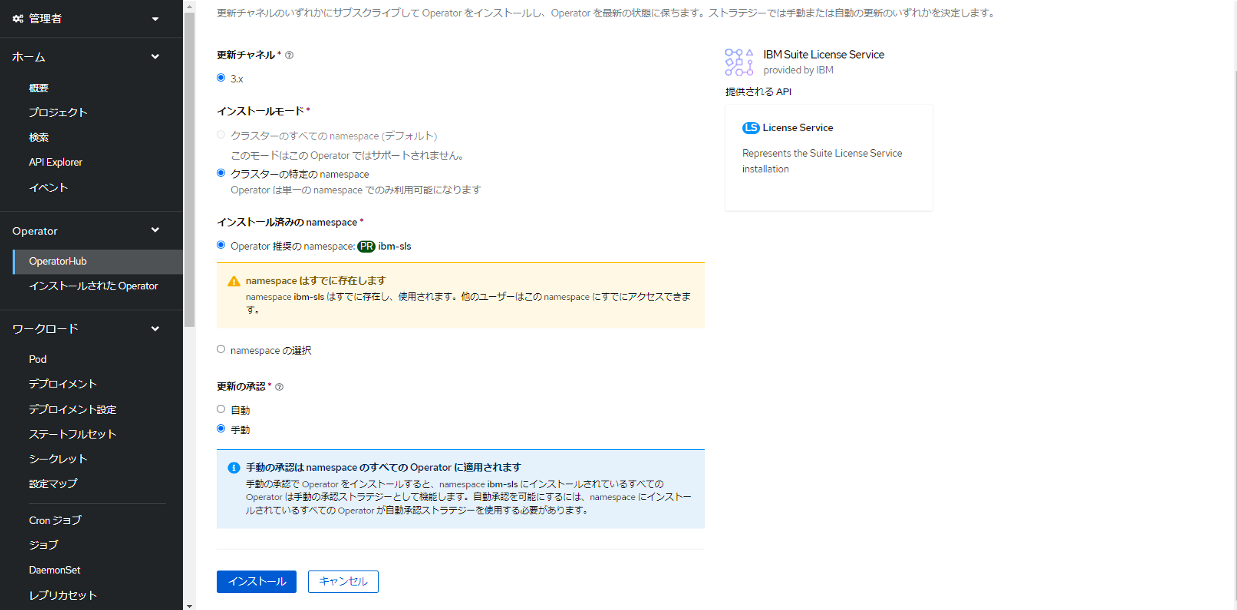 管理者
ホーム
概要
プロジェクト
検索
API Explorer
イベント
Operator
OperatorHub
インストールされた Operator
ワークロード
Pod
デプロイメント
デプロイメント設定
ステートフルセット
シークレット
設定マップ
Cron ジョブ
ジョブ
DaemonSet
レプリカセット
更新チャネルのいずれかにサブスクライブして Operator をインストールし、Operator を最新の状態に保ちます。ストラテジーでは手動または自動の更新のいずれかを決定します。
更新チャネル *
3.x
インストールモード *
クラスターのすべての namespace (デフォルト)
このモードはこの Operator ではサポートされません。
クラスターの特定の namespace
Operator は単一の namespace でのみ利用可能になります
インストール済みの namespace *
Operator 推奨の namespace: PR ibm-sls
namespace はすでに存在します
namespace ibm-sls はすでに存在し、使用されます。他のユーザーはこの namespace にすでにアクセスできま
す。
namespace の選択
更新の承認 *
自動
手動
手動の承認は namespace のすべての Operator に適用されます
手動の承認で Operator をインストールすると、namespace ibm-sls にインストールされているすべての
Operator は手動の承認ストラテジーとして機能します。自動承認を可能にするには、namespace にインストー
ルされているすべての Operator が自動承認ストラテジーを使用する必要があります。
インストール
キャンセル
IBM Suite License Service
provided by IBM
提供される API
LS License Service
Represents the Suite License Service
installation